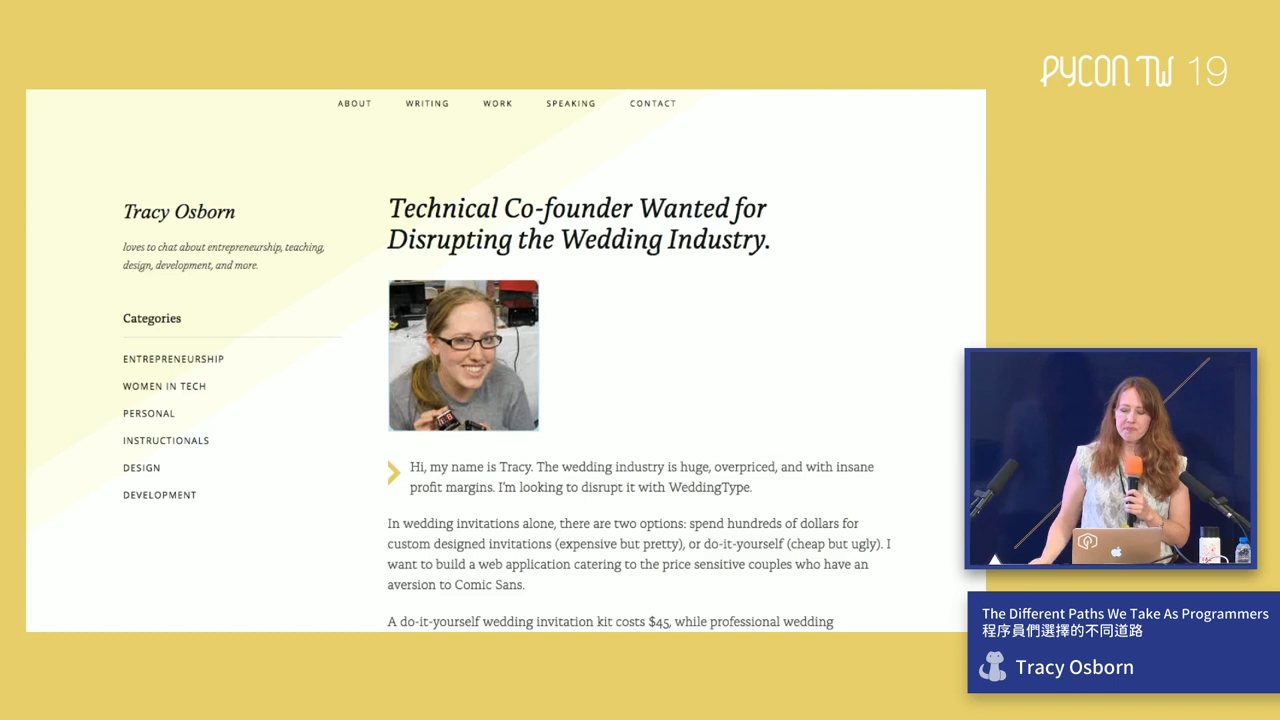 PYCON TW 19
ABOUT WRITING WORK SPEAKING CONTACT
Tracy Osborn
loves to chat about entrepreneurship, teaching,
design, development, and more.
Categories
ENTREPRENEURSHIP
WOMEN IN TECH
PERSONAL
INSTRUCTIONALS
DESIGN
DEVELOPMENT
Technical Co-founder Wanted for
Disrupting the Wedding Industry.
Hi, my name is Tracy. The wedding industry is huge, overpriced, and with insane
profit margins. I'm looking to disrupt it with WeddingType.
In wedding invitations alone, there are two options: spend hundreds of dollars for
custom designed invitations (expensive but pretty), or do-it-yourself (cheap but ugly). I
want to build a web application catering to the price sensitive couples who have an
aversion to Comic Sans.
A do-it-yourself wedding invitation kit costs $45, while professional wedding
The Different Paths We Take As Programmers
程序員們選擇的不同道路
Tracy Osborn